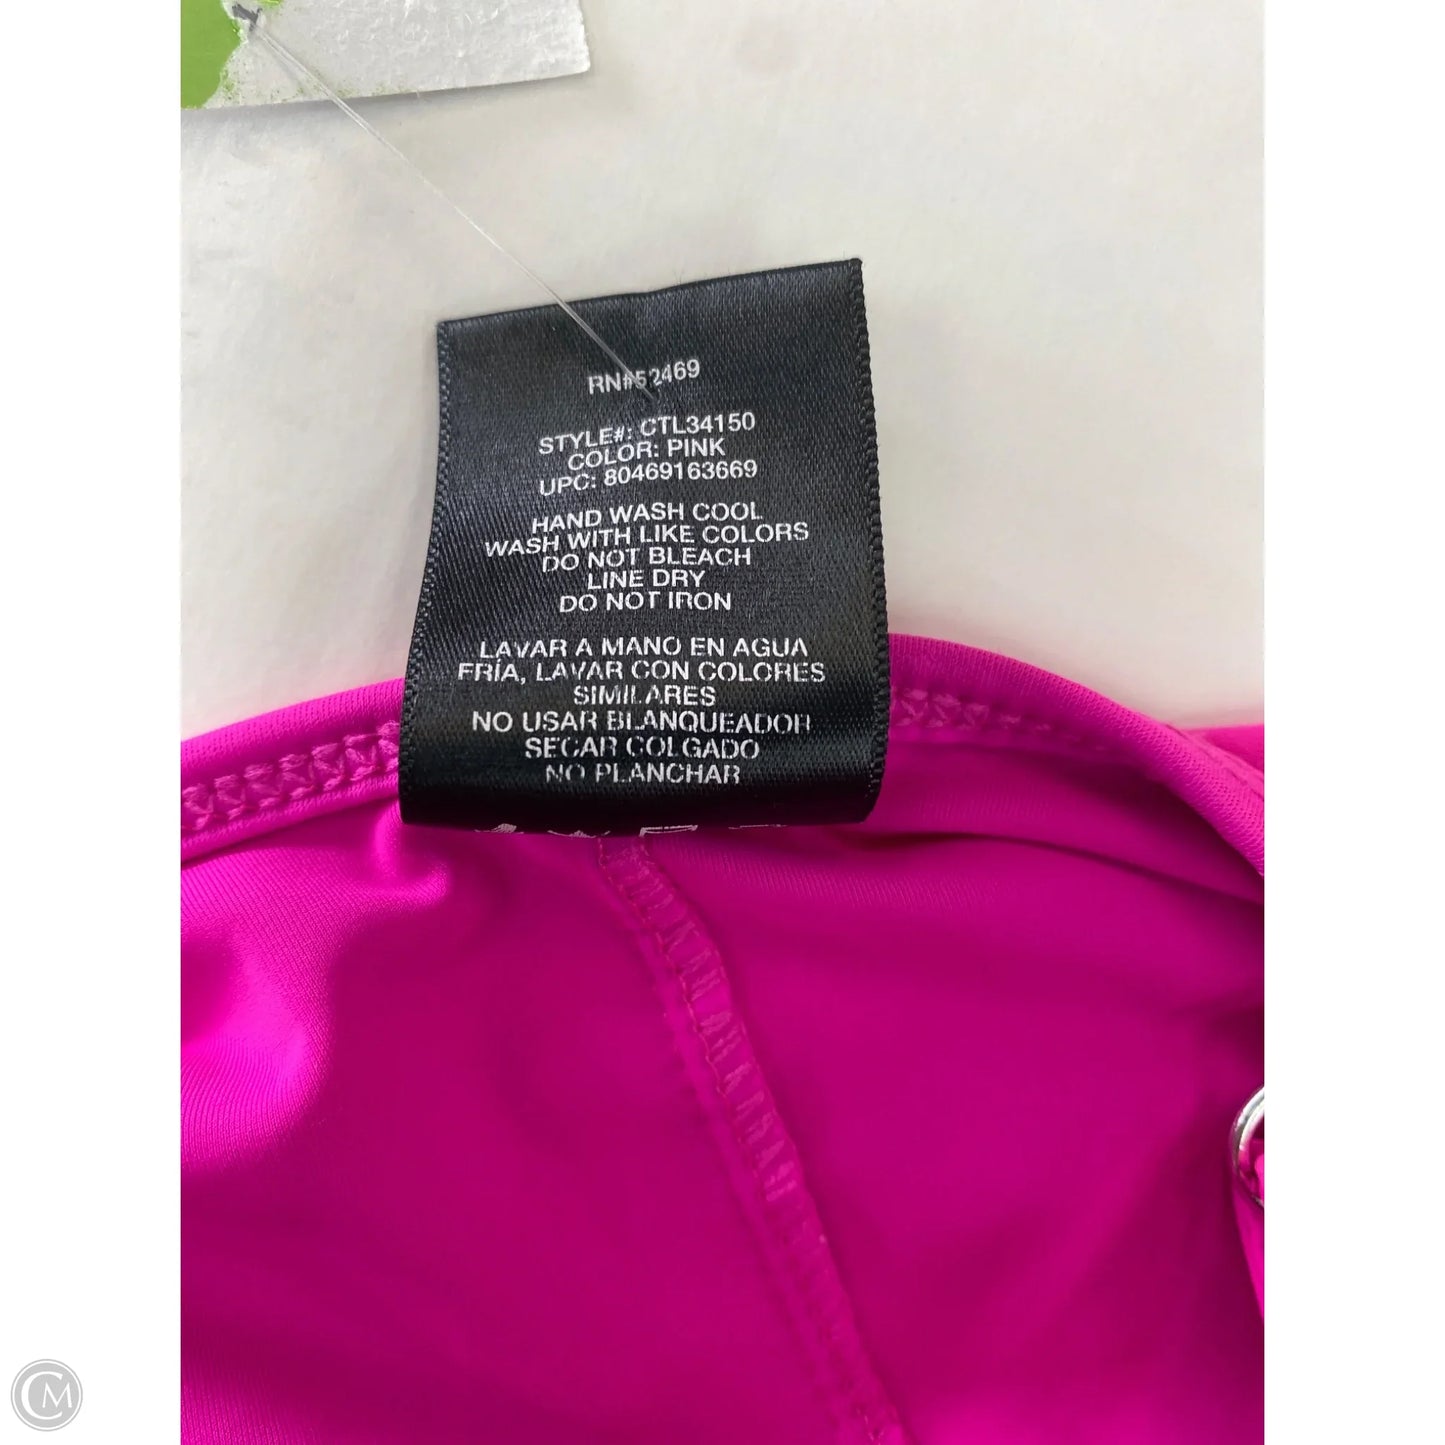 RN#52469
STYLE#: CTL34150
COLOR: PINK
UPC: 80469163669
HAND WASH COOL
WASH WITH LIKE COLORS
DO NOT BLEACH
LINE DRY
DO NOT IRON
LAVAR A MANO EN AGUA
FRÍA, LAVAR CON COLORES
SIMILARES
NO USAR BLANQUEADOR
SECAR COLGADO
NO PLANCHAR
CM